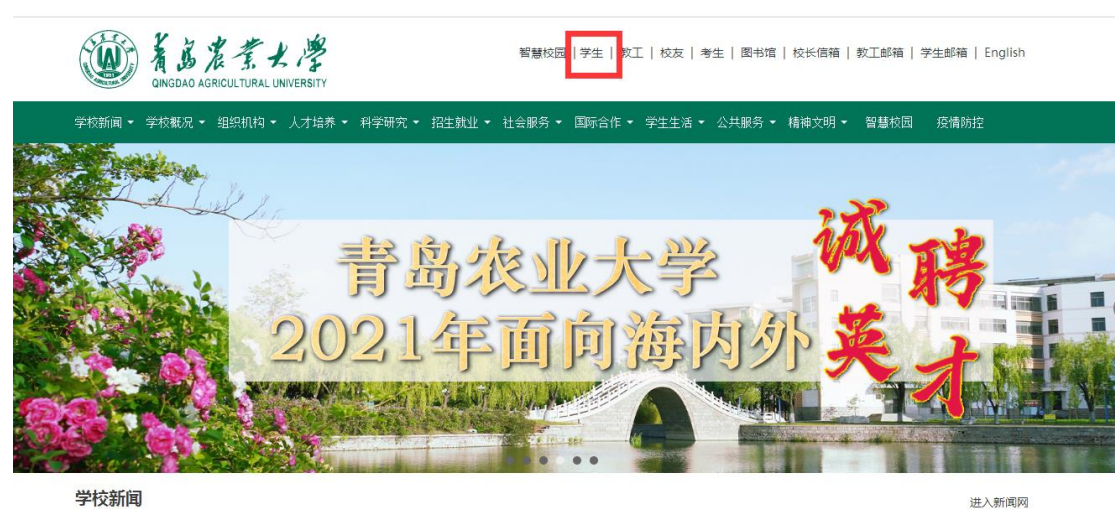 青岛农业大学
QINGDAO AGRICULTURAL UNIVERSITY
智慧校园 | 学生 | 教工 | 校友 | 考生 | 图书馆 | 校长信箱 | 教工邮箱 | 学生邮箱 | English
学校新闻 学校概况 组织机构 人才培养 科学研究 招生就业 社会服务 国际合作 学生生活 公共服务 精神文明 智慧校园 疫情防控
青岛农业大学
2021年面向海内外
诚聘
英才
学校新闻
进入新闻网